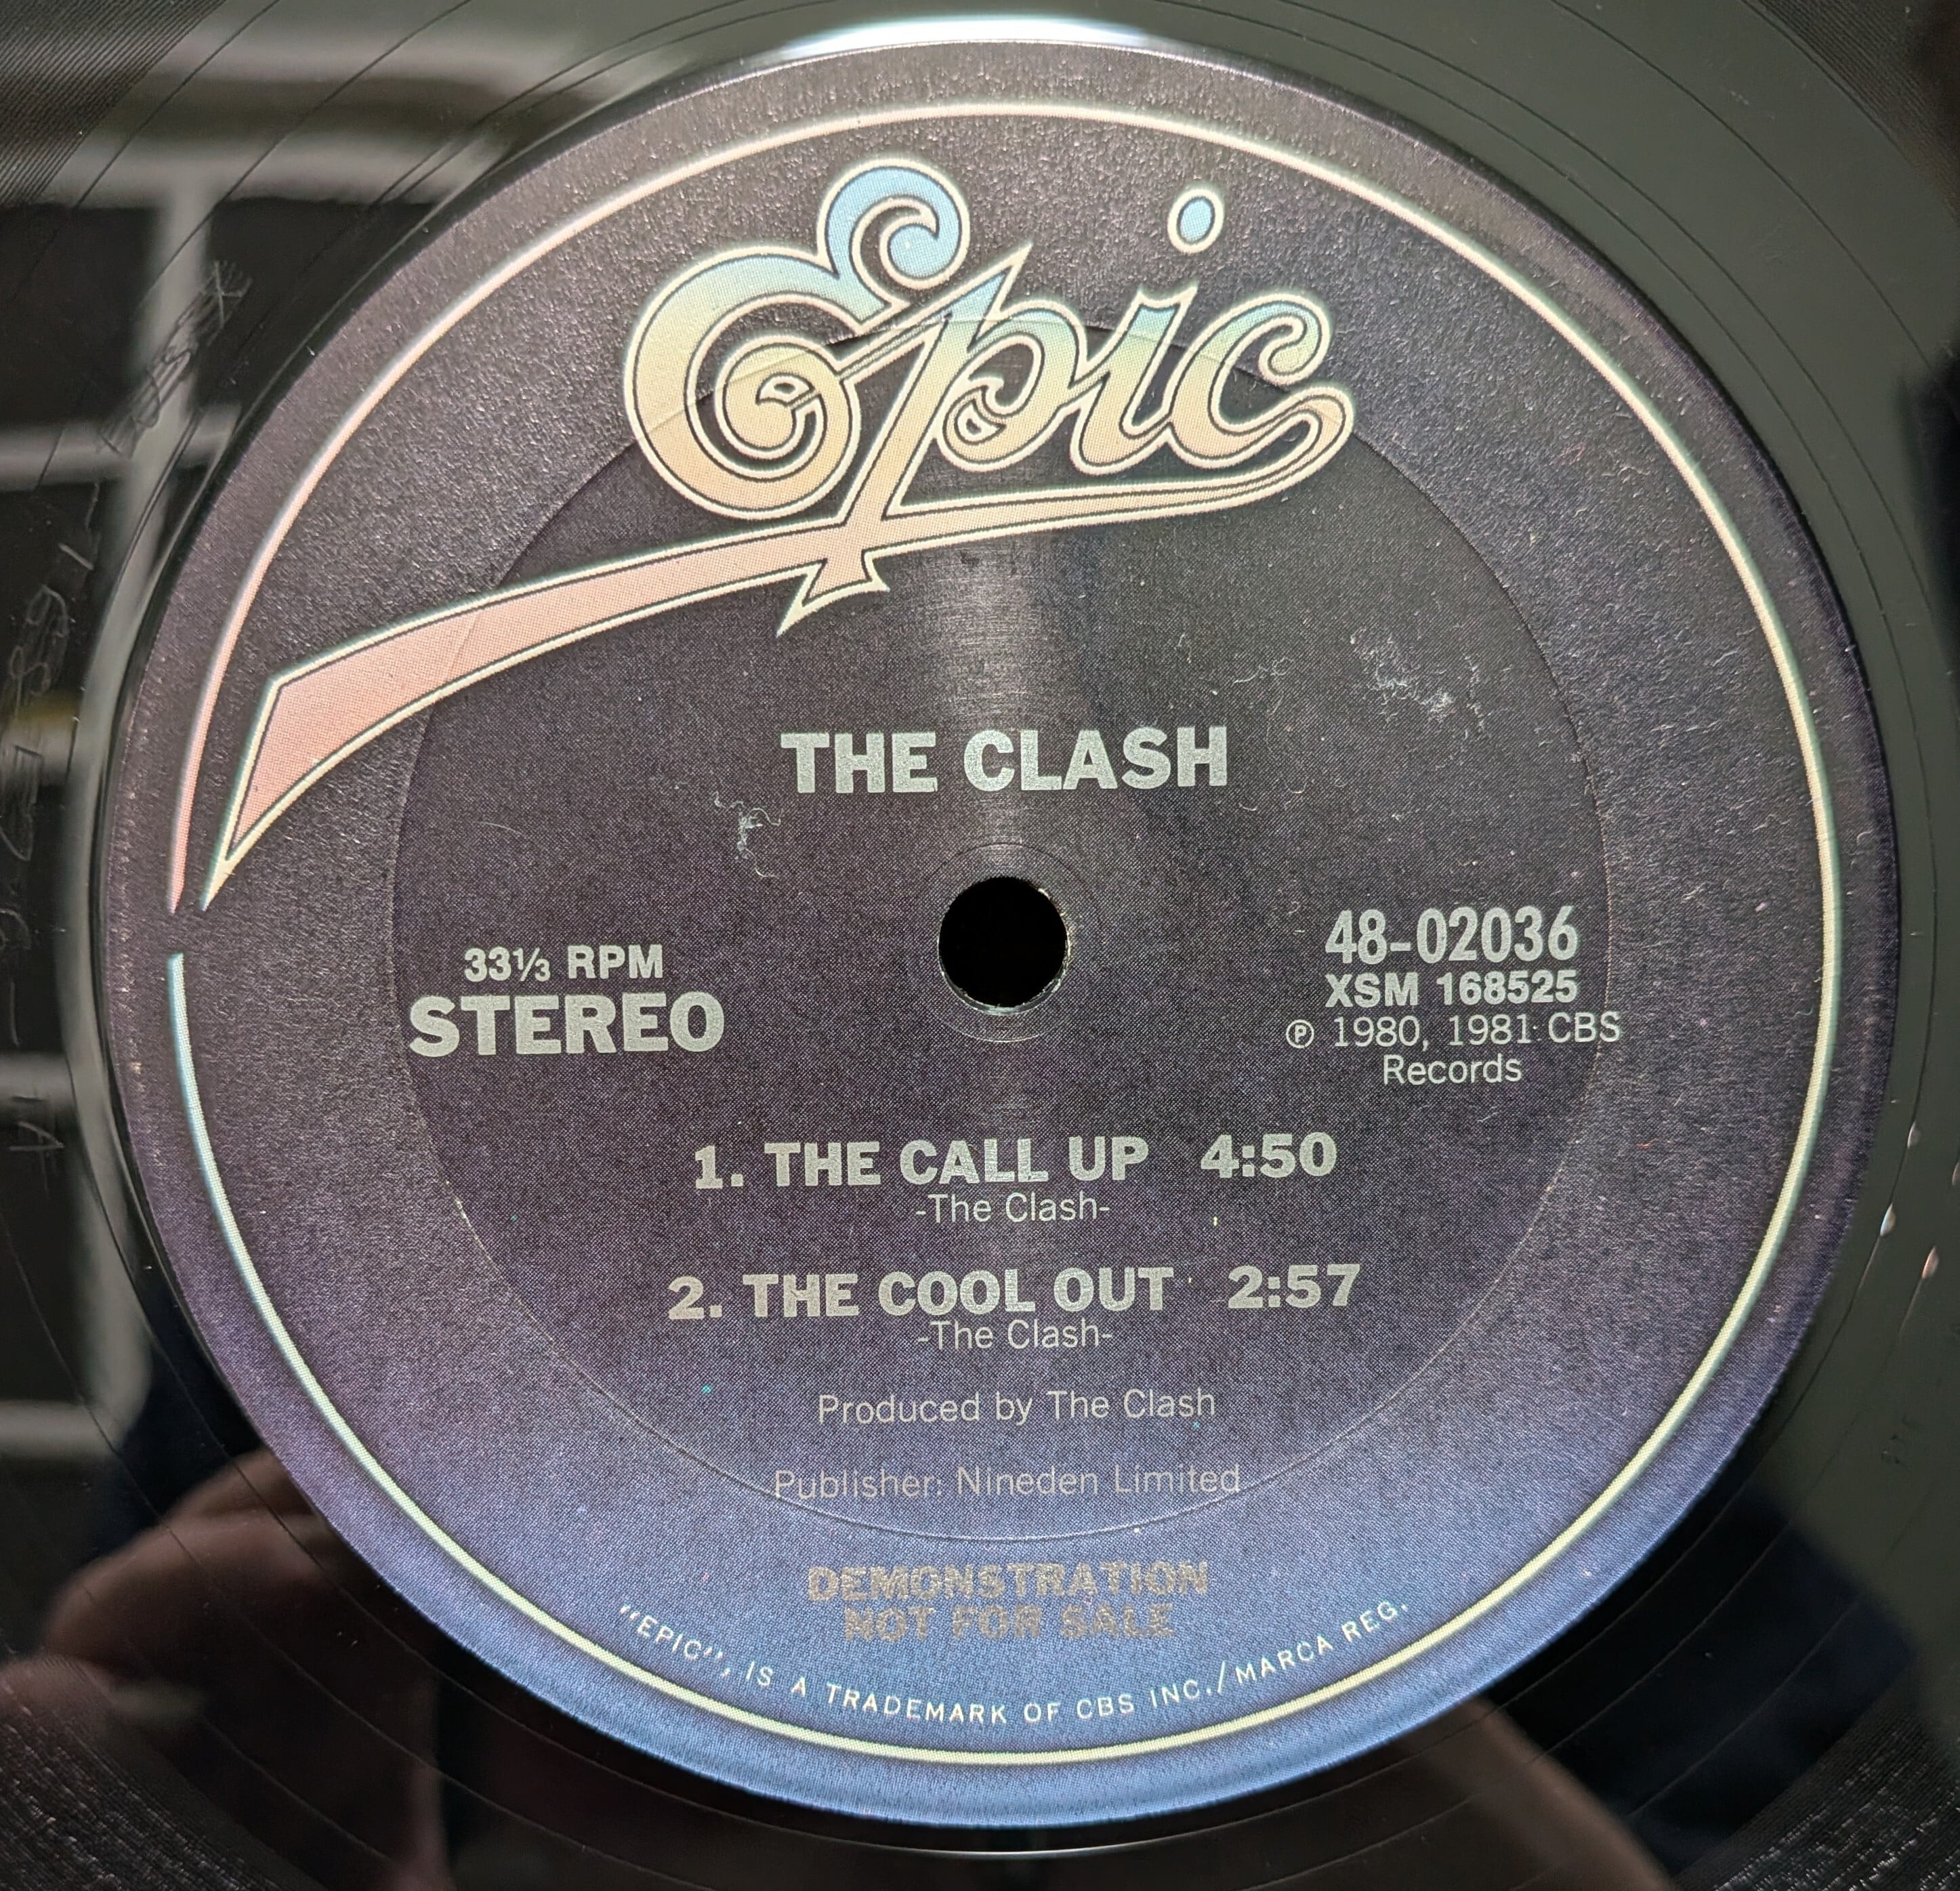 Epic
THE CLASH
33⅓ RPM
STEREO
48-02036
XSM 168525
℗ 1980, 1981 CBS
Records
1. THE CALL UP 4:50
-The Clash-
2. THE COOL OUT 2:57
-The Clash-
Produced by The Clash
Publisher: Nineden Limited
DEMONSTRATION
NOT FOR SALE
"EPIC", IS A TRADEMARK OF CBS INC./MARCA REG.